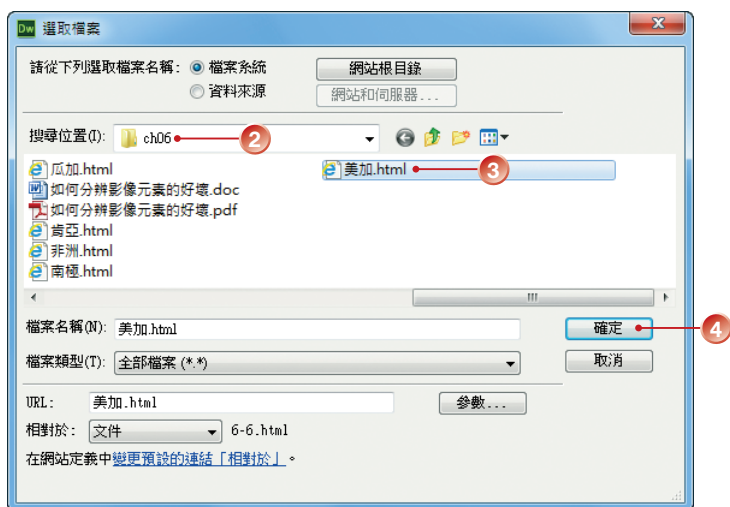 Dw 選取檔案
請從下列選取檔案名稱: 檔案系統 網站根目錄
資料來源 網站和伺服器...
搜尋位置(I): ch06 2
瓜加.html 美加.html 3
如何分辨影像元素的好壞.doc
如何分辨影像元素的好壞.pdf
肯亞.html
非洲.html
南極.html
檔案名稱(N): 美加.html 確定 4
檔案類型(T): 全部檔案 (*.*) 取消
URL: 美加.html 參數...
相對於: 文件 6-6.html
在網站定義中變更預設的連結「相對於」。